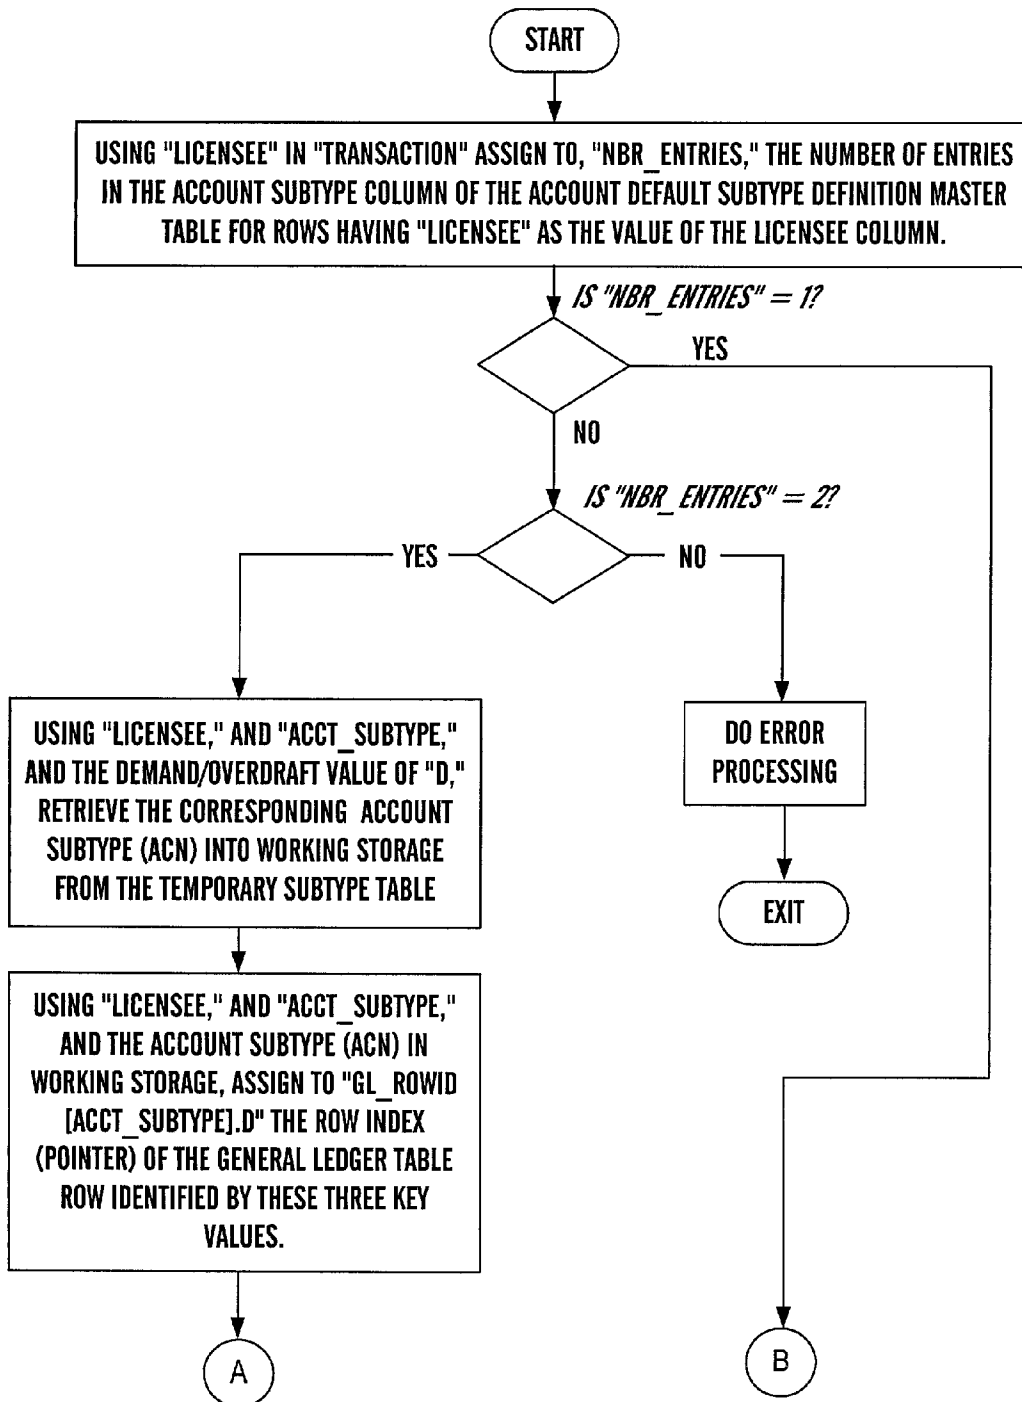 START
USING "LICENSEE" IN "TRANSACTION" ASSIGN TO, "NBR_ENTRIES," THE NUMBER OF ENTRIES
IN THE ACCOUNT SUBTYPE COLUMN OF THE ACCOUNT DEFAULT SUBTYPE DEFINITION MASTER
TABLE FOR ROWS HAVING "LICENSEE" AS THE VALUE OF THE LICENSEE COLUMN.
IS "NBR_ENTRIES" = 1?
YES
NO
IS "NBR_ENTRIES" = 2?
YES
NO
USING "LICENSEE," AND "ACCT_SUBTYPE,"
AND THE DEMAND/OVERDRAFT VALUE OF "D,"
RETRIEVE THE CORRESPONDING ACCOUNT
SUBTYPE (ACN) INTO WORKING STORAGE
FROM THE TEMPORARY SUBTYPE TABLE
DO ERROR
PROCESSING
EXIT
USING "LICENSEE," AND "ACCT_SUBTYPE,"
AND THE ACCOUNT SUBTYPE (ACN) IN
WORKING STORAGE, ASSIGN TO "GL_ROWID
[ACCT_SUBTYPE].D" THE ROW INDEX
(POINTER) OF THE GENERAL LEDGER TABLE
ROW IDENTIFIED BY THESE THREE KEY
VALUES.
A
B